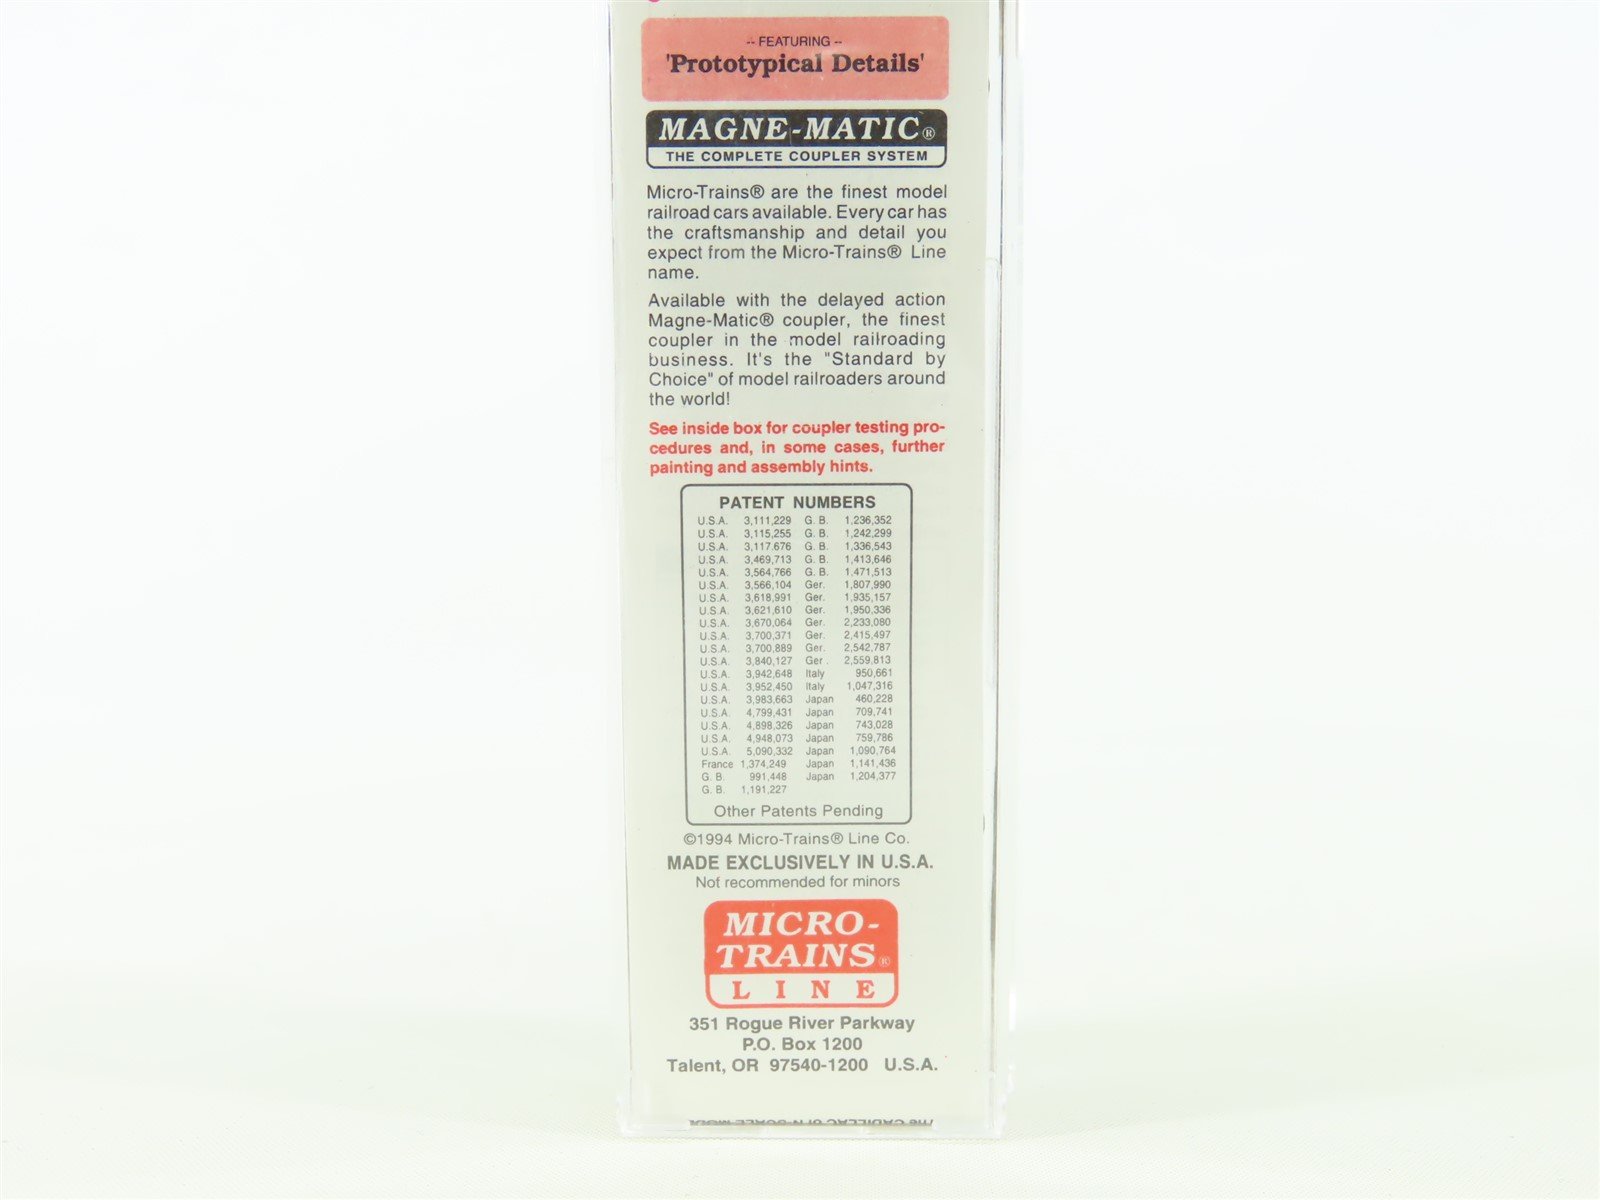 -- FEATURING --
'Prototypical Details'
MAGNE-MATIC®
THE COMPLETE COUPLER SYSTEM
Micro-Trains® are the finest model
railroad cars available. Every car has
the craftsmanship and detail you
expect from the Micro-Trains® Line
name.
Available with the delayed action
Magne-Matic® coupler, the finest
coupler in the model railroading
business. It's the "Standard by
Choice" of model railroaders around
the world!
See inside box for coupler testing pro-
cedures and, in some cases, further
painting and assembly hints.
PATENT NUMBERS
U.S.A. 3,111,229 G. B. 1,236,352
U.S.A. 3,115,255 G. B. 1,242,299
U.S.A. 3,117,676 G. B. 1,336,543
U.S.A. 3,469,713 G. B. 1,413,646
U.S.A. 3,564,766 G. B. 1,471,513
U.S.A. 3,566,104 Ger. 1,807,990
U.S.A. 3,618,991 Ger. 1,935,157
U.S.A. 3,621,610 Ger. 1,950,336
U.S.A. 3,670,064 Ger. 2,233,080
U.S.A. 3,700,371 Ger. 2,415,497
U.S.A. 3,700,889 Ger. 2,542,787
U.S.A. 3,840,127 Ger . 2,559,813
U.S.A. 3,942,648 Italy 950,661
U.S.A. 3,952,450 Italy 1,047,316
U.S.A. 3,983,663 Japan 460,228
U.S.A. 4,799,431 Japan 709,741
U.S.A. 4,898,326 Japan 743,028
U.S.A. 4,948,073 Japan 759,786
U.S.A. 5,090,332 Japan 1,090,764
France 1,374,249 Japan 1,141,436
G. B. 991,448 Japan 1,204,377
G. B. 1,191,227
Other Patents Pending
©1994 Micro-Trains® Line Co.
MADE EXCLUSIVELY IN U.S.A.
Not recommended for minors
MICRO-
TRAINS®
LINE
351 Rogue River Parkway
P.O. Box 1200
Talent, OR 97540-1200 U.S.A.